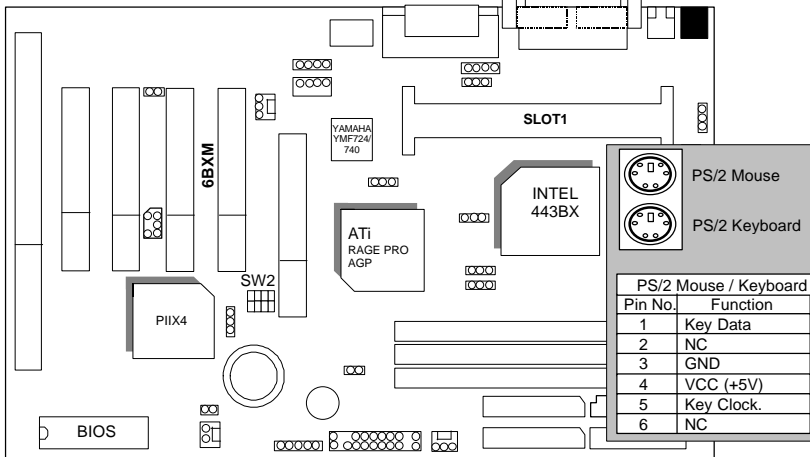 SLOT1
YAMAHA
YMF724/
740
6BXM
INTEL
443BX
ATi
RAGE PRO
AGP
SW2
PIIX4
BIOS
PS/2 Mouse
PS/2 Keyboard
PS/2 Mouse / Keyboard
Pin No. Function
1 Key Data
2 NC
3 GND
4 VCC (+5V)
5 Key Clock.
6 NC